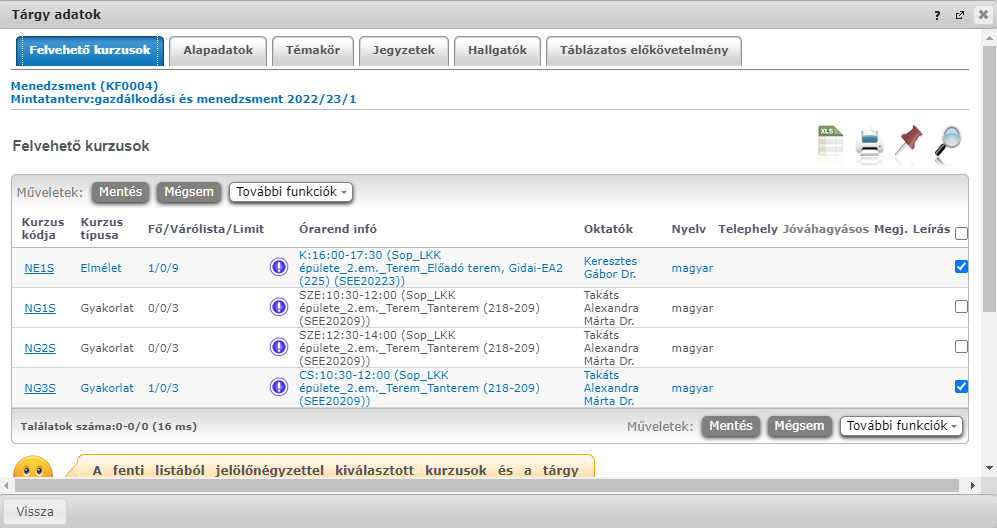 Tárgy adatok
?
Felvehető kurzusok Alapadatok Témakör Jegyzetek Hallgatók Táblázatos előkövetelmény
Menedzsment (KF0004)
Mintatanterv:gazdálkodási és menedzsment 2022/23/1
Felvehető kurzusok
XLS
Műveletek: Mentés Mégsem További funkciók
Kurzus kódja Kurzus típusa Fő/Várólista/Limit Órarend infó Oktatók Nyelv Telephely Jóváhagyásos Megj. Leírás
NE1S Elmélet 1/0/9 K:16:00-17:30 (Sop_LKK épülete_2.em._Terem_Előadó terem, Gidai-EA2 (225) (SEE20223)) Keresztes Gábor Dr. magyar
NG1S Gyakorlat 0/0/3 SZE:10:30-12:00 (Sop_LKK épülete_2.em._Terem_Tanterem (218-209) (SEE20209)) Takáts Alexandra Márta Dr. magyar
NG2S Gyakorlat 0/0/3 SZE:12:30-14:00 (Sop_LKK épülete_2.em._Terem_Tanterem (218-209) (SEE20209)) Takáts Alexandra Márta Dr. magyar
NG3S Gyakorlat 1/0/3 CS:10:30-12:00 (Sop_LKK épülete_2.em._Terem_Tanterem (218-209) (SEE20209)) Takáts Alexandra Márta Dr. magyar
Találatok száma:0-0/0 (16 ms) Műveletek: Mentés Mégsem További funkciók
A fenti listából jelölőnégyzettel kiválasztott kurzusok és a tárgy
Vissza